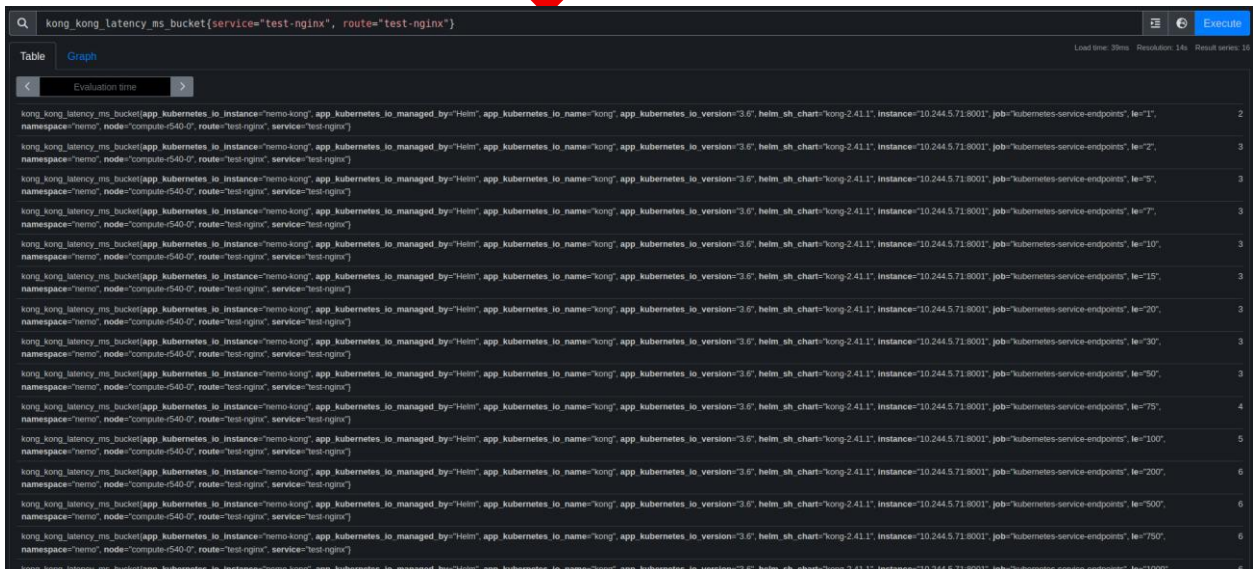 kong_kong_latency_ms_bucket{service="test-nginx", route="test-nginx"}
Execute
Table Graph
Load time: 39ms Resolution: 14s Result series: 16
Evaluation time
kong_kong_latency_ms_bucket{app_kubernetes_io_instance="nemo-kong", app_kubernetes_io_managed_by="Helm", app_kubernetes_io_name="kong", app_kubernetes_io_version="3.6", helm_sh_chart="kong-2.41.1", instance="10.244.5.71:8001", job="kubernetes-service-endpoints", le="1", 2
namespace="nemo", node="compute-r540-0", route="test-nginx", service="test-nginx"}
kong_kong_latency_ms_bucket{app_kubernetes_io_instance="nemo-kong", app_kubernetes_io_managed_by="Helm", app_kubernetes_io_name="kong", app_kubernetes_io_version="3.6", helm_sh_chart="kong-2.41.1", instance="10.244.5.71:8001", job="kubernetes-service-endpoints", le="2", 3
namespace="nemo", node="compute-r540-0", route="test-nginx", service="test-nginx"}
kong_kong_latency_ms_bucket{app_kubernetes_io_instance="nemo-kong", app_kubernetes_io_managed_by="Helm", app_kubernetes_io_name="kong", app_kubernetes_io_version="3.6", helm_sh_chart="kong-2.41.1", instance="10.244.5.71:8001", job="kubernetes-service-endpoints", le="5", 3
namespace="nemo", node="compute-r540-0", route="test-nginx", service="test-nginx"}
kong_kong_latency_ms_bucket{app_kubernetes_io_instance="nemo-kong", app_kubernetes_io_managed_by="Helm", app_kubernetes_io_name="kong", app_kubernetes_io_version="3.6", helm_sh_chart="kong-2.41.1", instance="10.244.5.71:8001", job="kubernetes-service-endpoints", le="7", 3
namespace="nemo", node="compute-r540-0", route="test-nginx", service="test-nginx"}
kong_kong_latency_ms_bucket{app_kubernetes_io_instance="nemo-kong", app_kubernetes_io_managed_by="Helm", app_kubernetes_io_name="kong", app_kubernetes_io_version="3.6", helm_sh_chart="kong-2.41.1", instance="10.244.5.71:8001", job="kubernetes-service-endpoints", le="10", 3
namespace="nemo", node="compute-r540-0", route="test-nginx", service="test-nginx"}
kong_kong_latency_ms_bucket{app_kubernetes_io_instance="nemo-kong", app_kubernetes_io_managed_by="Helm", app_kubernetes_io_name="kong", app_kubernetes_io_version="3.6", helm_sh_chart="kong-2.41.1", instance="10.244.5.71:8001", job="kubernetes-service-endpoints", le="15", 3
namespace="nemo", node="compute-r540-0", route="test-nginx", service="test-nginx"}
kong_kong_latency_ms_bucket{app_kubernetes_io_instance="nemo-kong", app_kubernetes_io_managed_by="Helm", app_kubernetes_io_name="kong", app_kubernetes_io_version="3.6", helm_sh_chart="kong-2.41.1", instance="10.244.5.71:8001", job="kubernetes-service-endpoints", le="20", 3
namespace="nemo", node="compute-r540-0", route="test-nginx", service="test-nginx"}
kong_kong_latency_ms_bucket{app_kubernetes_io_instance="nemo-kong", app_kubernetes_io_managed_by="Helm", app_kubernetes_io_name="kong", app_kubernetes_io_version="3.6", helm_sh_chart="kong-2.41.1", instance="10.244.5.71:8001", job="kubernetes-service-endpoints", le="30", 3
namespace="nemo", node="compute-r540-0", route="test-nginx", service="test-nginx"}
kong_kong_latency_ms_bucket{app_kubernetes_io_instance="nemo-kong", app_kubernetes_io_managed_by="Helm", app_kubernetes_io_name="kong", app_kubernetes_io_version="3.6", helm_sh_chart="kong-2.41.1", instance="10.244.5.71:8001", job="kubernetes-service-endpoints", le="50", 3
namespace="nemo", node="compute-r540-0", route="test-nginx", service="test-nginx"}
kong_kong_latency_ms_bucket{app_kubernetes_io_instance="nemo-kong", app_kubernetes_io_managed_by="Helm", app_kubernetes_io_name="kong", app_kubernetes_io_version="3.6", helm_sh_chart="kong-2.41.1", instance="10.244.5.71:8001", job="kubernetes-service-endpoints", le="75", 4
namespace="nemo", node="compute-r540-0", route="test-nginx", service="test-nginx"}
kong_kong_latency_ms_bucket{app_kubernetes_io_instance="nemo-kong", app_kubernetes_io_managed_by="Helm", app_kubernetes_io_name="kong", app_kubernetes_io_version="3.6", helm_sh_chart="kong-2.41.1", instance="10.244.5.71:8001", job="kubernetes-service-endpoints", le="100", 5
namespace="nemo", node="compute-r540-0", route="test-nginx", service="test-nginx"}
kong_kong_latency_ms_bucket{app_kubernetes_io_instance="nemo-kong", app_kubernetes_io_managed_by="Helm", app_kubernetes_io_name="kong", app_kubernetes_io_version="3.6", helm_sh_chart="kong-2.41.1", instance="10.244.5.71:8001", job="kubernetes-service-endpoints", le="200", 6
namespace="nemo", node="compute-r540-0", route="test-nginx", service="test-nginx"}
kong_kong_latency_ms_bucket{app_kubernetes_io_instance="nemo-kong", app_kubernetes_io_managed_by="Helm", app_kubernetes_io_name="kong", app_kubernetes_io_version="3.6", helm_sh_chart="kong-2.41.1", instance="10.244.5.71:8001", job="kubernetes-service-endpoints", le="500", 6
namespace="nemo", node="compute-r540-0", route="test-nginx", service="test-nginx"}
kong_kong_latency_ms_bucket{app_kubernetes_io_instance="nemo-kong", app_kubernetes_io_managed_by="Helm", app_kubernetes_io_name="kong", app_kubernetes_io_version="3.6", helm_sh_chart="kong-2.41.1", instance="10.244.5.71:8001", job="kubernetes-service-endpoints", le="750", 6
namespace="nemo", node="compute-r540-0", route="test-nginx", service="test-nginx"}